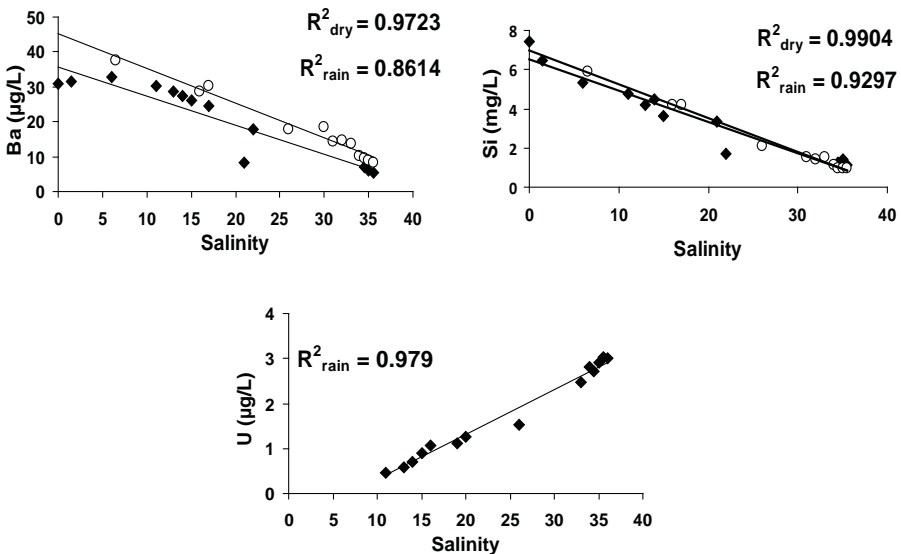 R²dry = 0.9723
R²rain = 0.8614
Ba (µg/L)
50
40
30
20
10
0
0 5 10 15 20 25 30 35 40
Salinity
R²dry = 0.9904
R²rain = 0.9297
Si (mg/L)
8
6
4
2
0
0 10 20 30 40
Salinity
R²rain = 0.979
U (µg/L)
4
3
2
1
0
0 5 10 15 20 25 30 35 40
Salinity